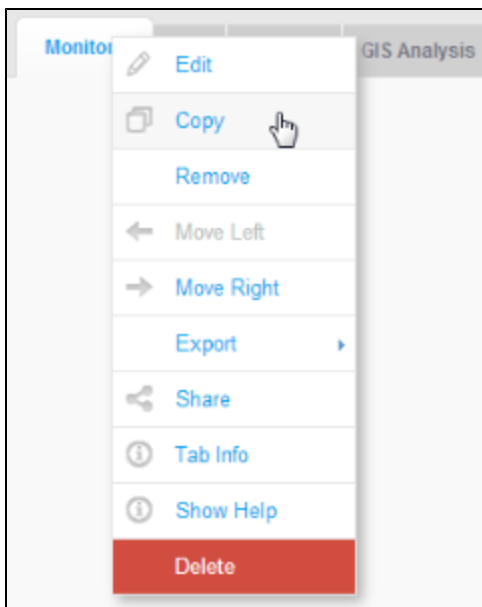 Monitor
GIS Analysis
Edit
Copy
Remove
Move Left
Move Right
Export
Share
Tab Info
Show Help
Delete